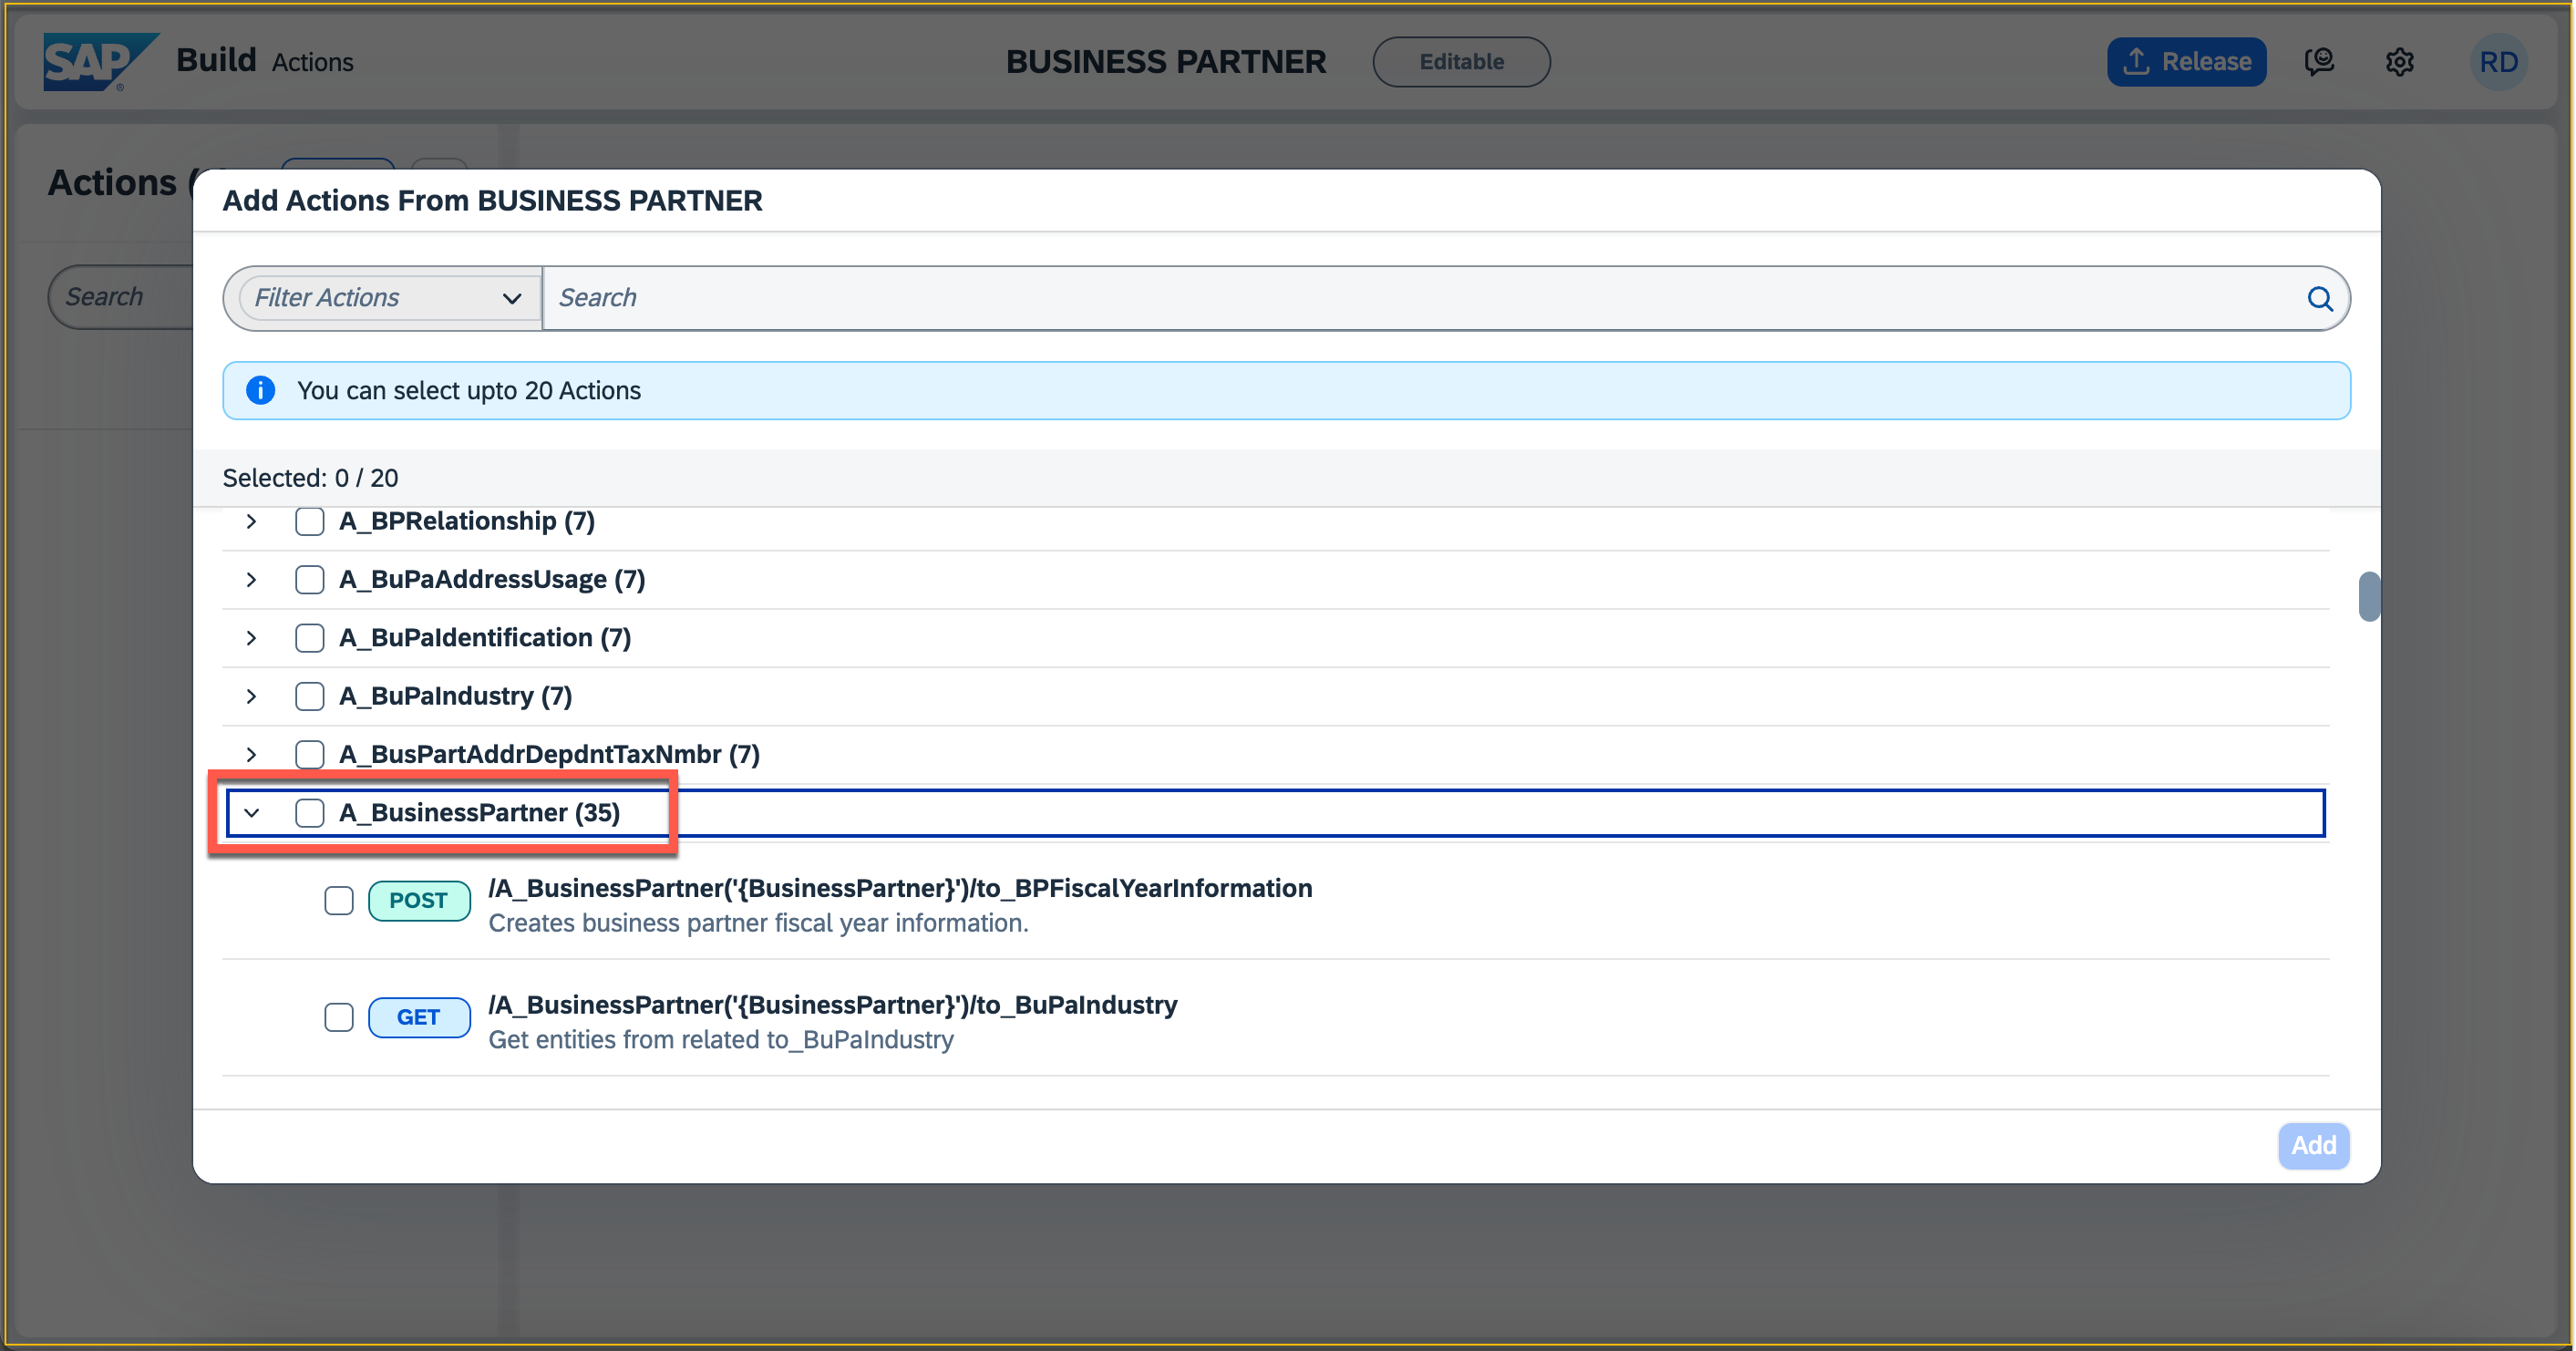 SAP Build Actions
BUSINESS PARTNER
Editable
Release
RD
Actions (
Search
Add Actions From BUSINESS PARTNER
Filter Actions
Search
You can select upto 20 Actions
Selected: 0 / 20
A_BPRelationship (7)
A_BuPaAddressUsage (7)
A_BuPaIdentification (7)
A_BuPaIndustry (7)
A_BusPartAddrDepdntTaxNmbr (7)
A_BusinessPartner (35)
POST
/A_BusinessPartner('{BusinessPartner}')/to_BPFiscalYearInformation
Creates business partner fiscal year information.
GET
/A_BusinessPartner('{BusinessPartner}')/to_BuPaIndustry
Get entities from related to_BuPaIndustry
Add